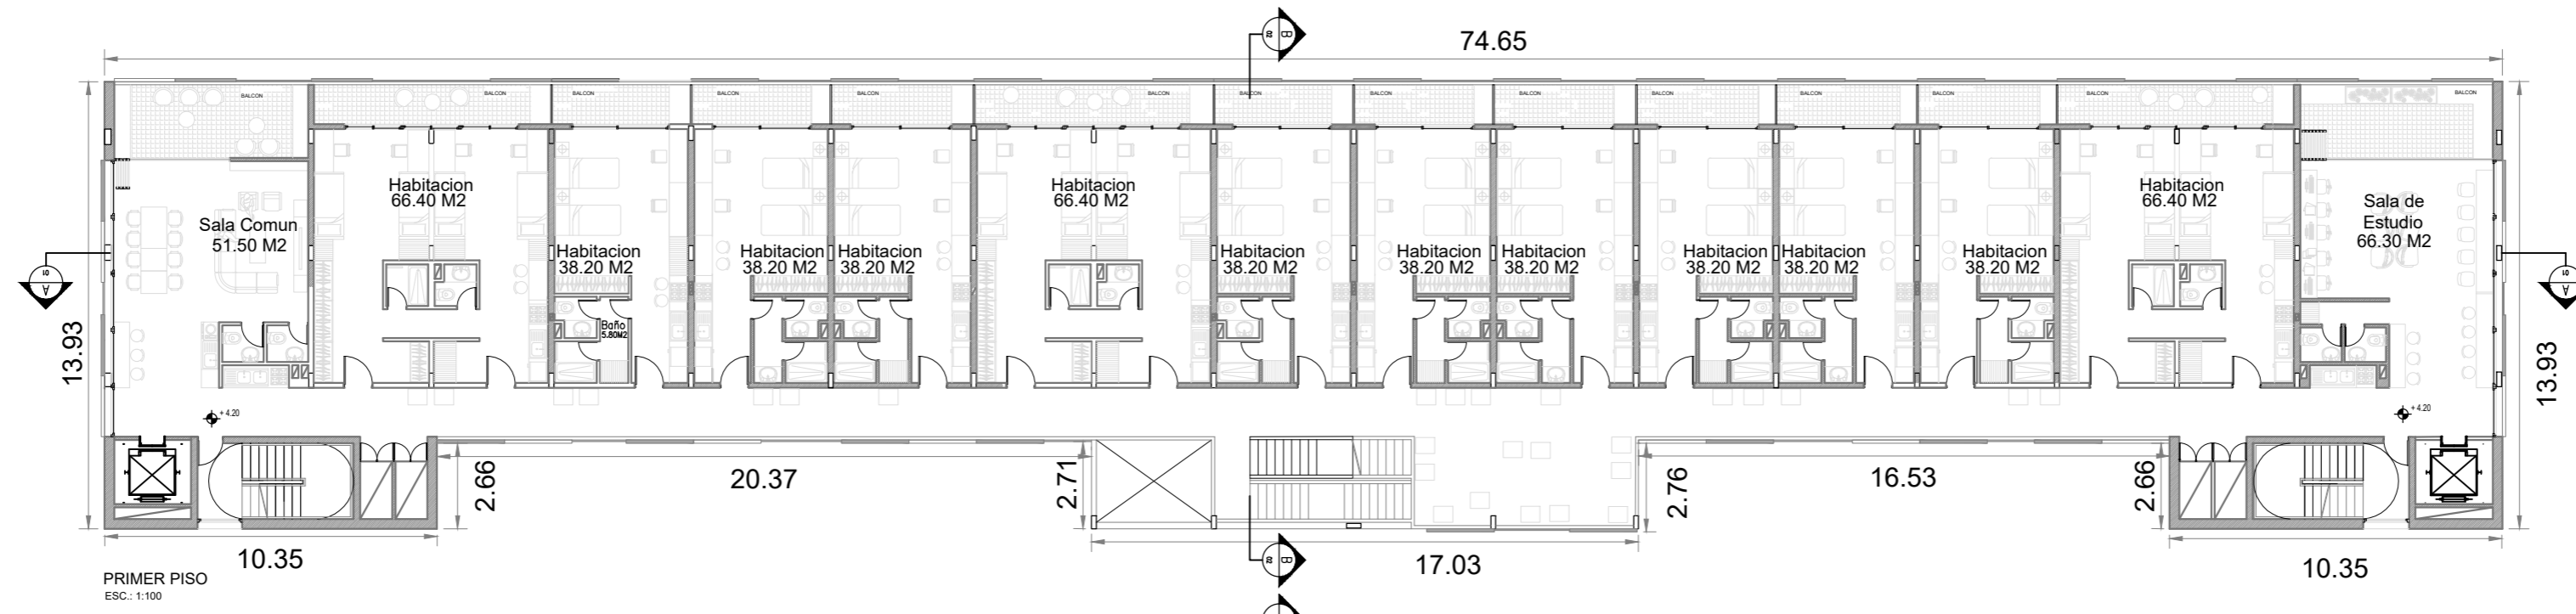 74.65
BALCON
BALCON
BALCON
BALCON
BALCON
BALCON
BALCON
BALCON
BALCON
BALCON
BALCON
BALCON
BALCON
BALCON
13.93
Sala Comun
51.50 M2
Habitacion
66.40 M2
Habitacion
38.20 M2
Baño
5.80M2
Habitacion
38.20 M2
Habitacion
38.20 M2
Habitacion
66.40 M2
Habitacion
38.20 M2
Habitacion
38.20 M2
Habitacion
38.20 M2
Habitacion
38.20 M2
Habitacion
38.20 M2
Habitacion
38.20 M2
Habitacion
66.40 M2
Sala de
Estudio
66.30 M2
13.93
01
A
01
A
+ 4.20
+ 4.20
2.66
20.37
2.71
2.76
16.53
2.66
10.35
17.03
10.35
PRIMER PISO
ESC.: 1:100